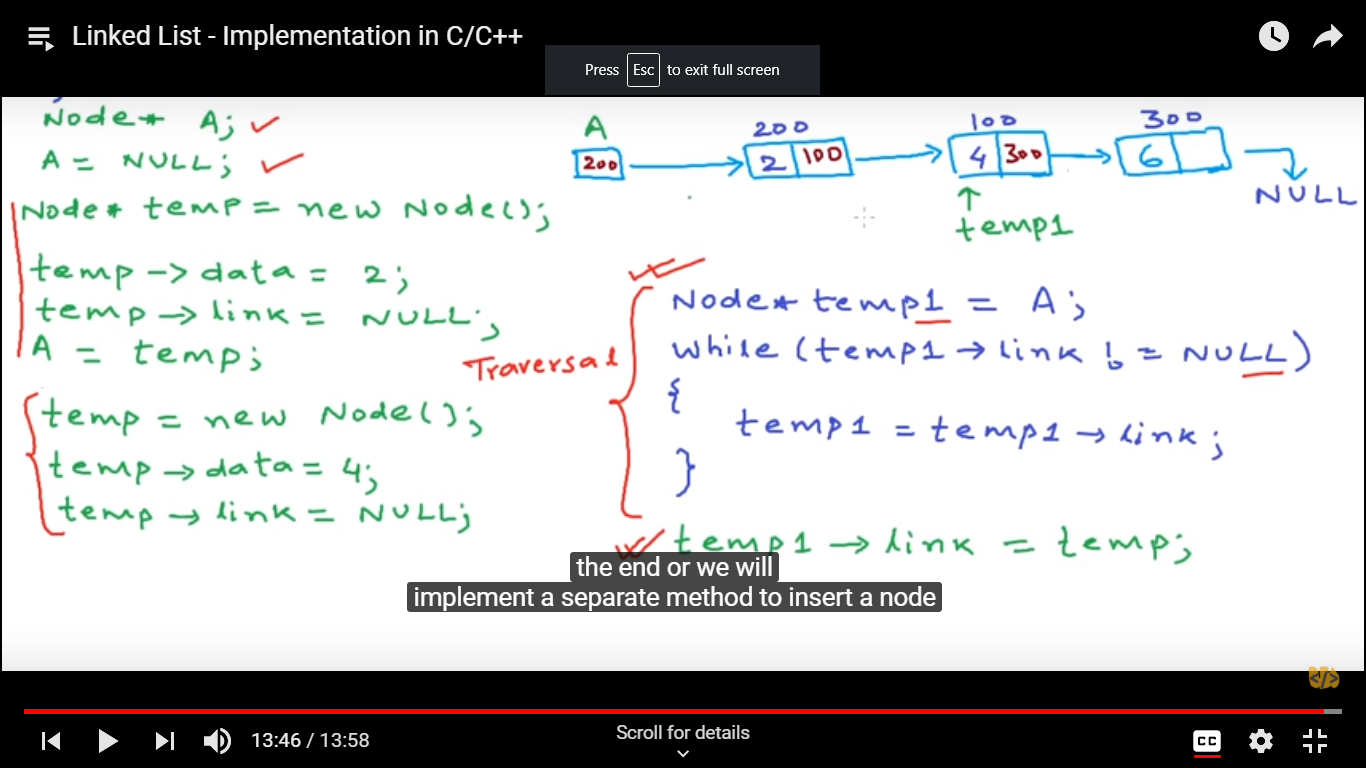 Linked List - Implementation in C/C++
Press Esc to exit full screen
Node* A;
A = NULL;
Node* temp = new Node();
temp -> data = 2;
temp -> link = NULL;
A = temp;
temp = new Node();
temp -> data = 4;
temp -> link = NULL;
A
200
200
2 100
100
4 300
300
6
NULL
temp1
Traversal
Node* temp1 = A;
while (temp1 -> link != NULL)
{
temp1 = temp1 -> link;
}
temp1 -> link = temp;
the end or we will
implement a separate method to insert a node
</>
13:46 / 13:58
Scroll for details
CC